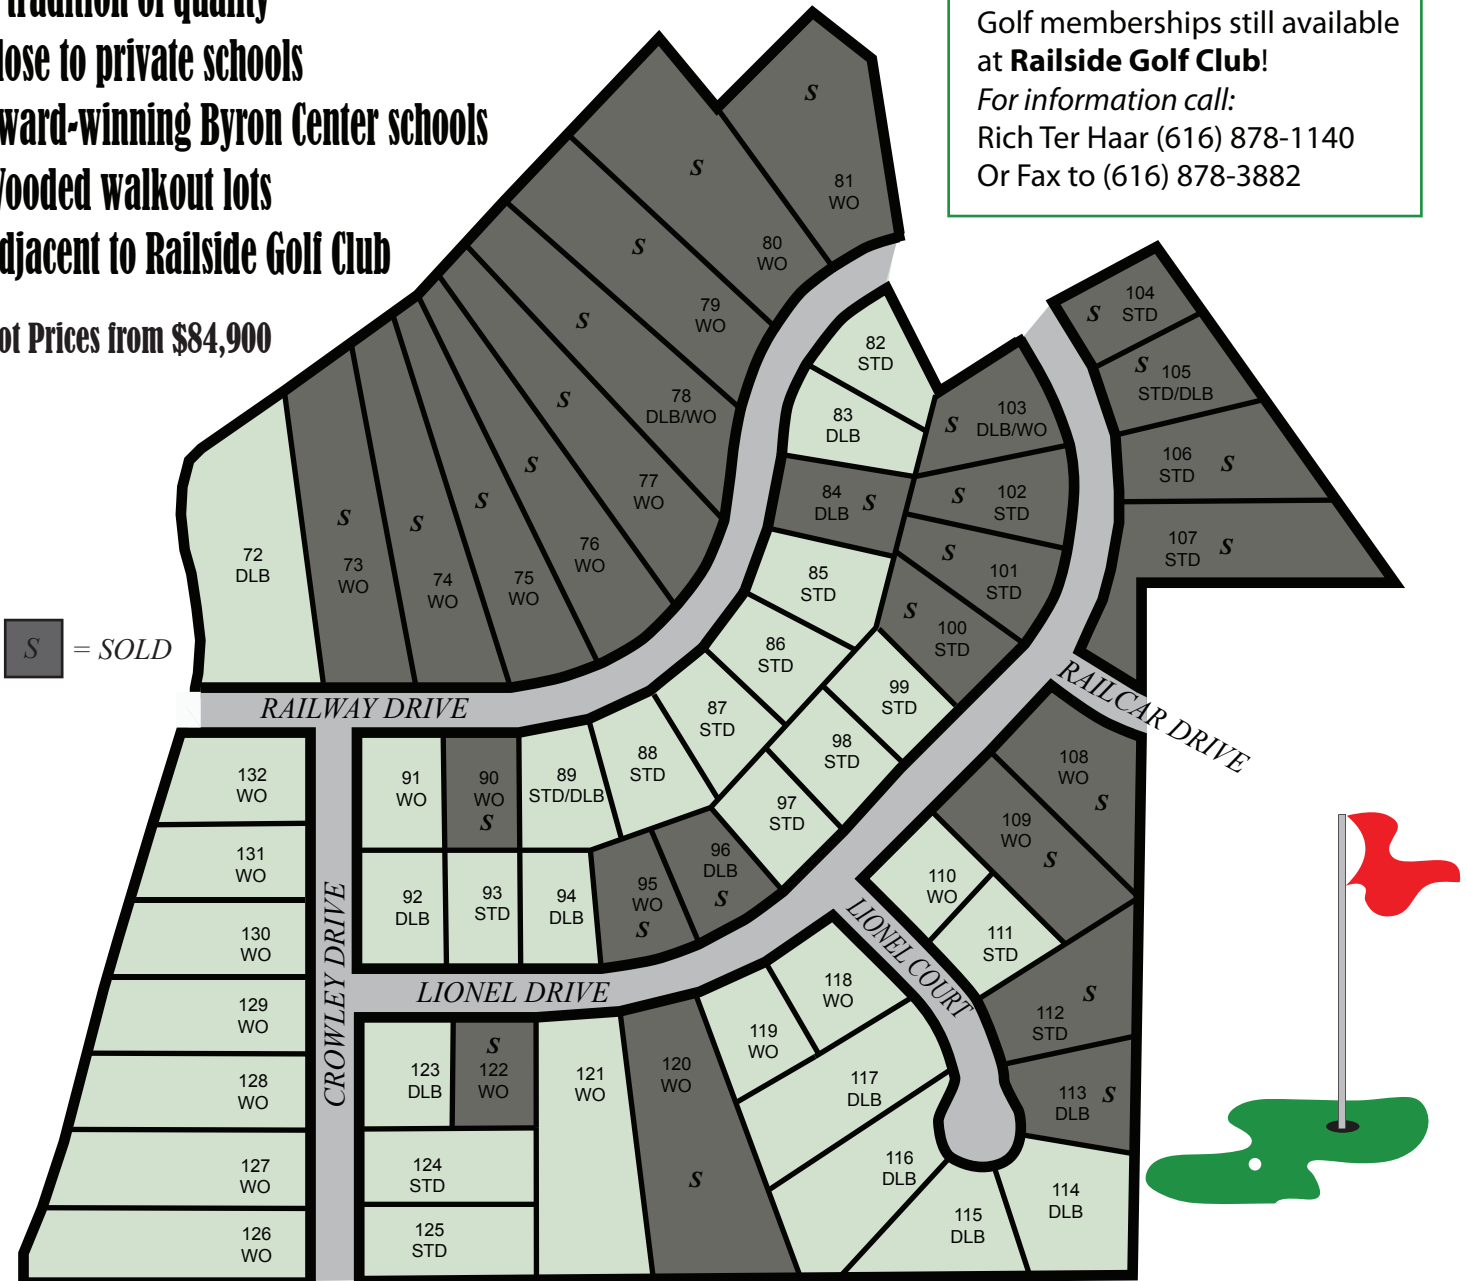 tradition of quality
lose to private schools
ward-winning Byron Center schools
Wooded walkout lots
djacent to Railside Golf Club
ot Prices from $84,900
Golf memberships still available
at Railside Golf Club!
For information call:
Rich Ter Haar (616) 878-1140
Or Fax to (616) 878-3882
S = SOLD
72
DLB
S
73
WO
S
74
WO
S
75
WO
S
76
WO
S
77
WO
S
78
DLB/WO
S
79
WO
S
80
WO
S
81
WO
82
STD
83
DLB
84
DLB
S
85
STD
86
STD
87
STD
88
STD
89
STD/DLB
90
WO
S
91
WO
92
DLB
93
STD
94
DLB
95
WO
S
96
DLB
S
97
STD
98
STD
99
STD
S
100
STD
S
101
STD
S
102
STD
S
103
DLB/WO
S
104
STD
S
105
STD/DLB
106
STD
S
107
STD
S
108
WO
S
109
WO
S
110
WO
111
STD
112
STD
S
113
DLB
S
114
DLB
115
DLB
116
DLB
117
DLB
118
WO
119
WO
120
WO
S
121
WO
S
122
WO
123
DLB
124
STD
125
STD
126
WO
127
WO
128
WO
129
WO
130
WO
131
WO
132
WO
RAILWAY DRIVE
CROWLEY DRIVE
LIONEL DRIVE
LIONEL COURT
RAILCAR DRIVE